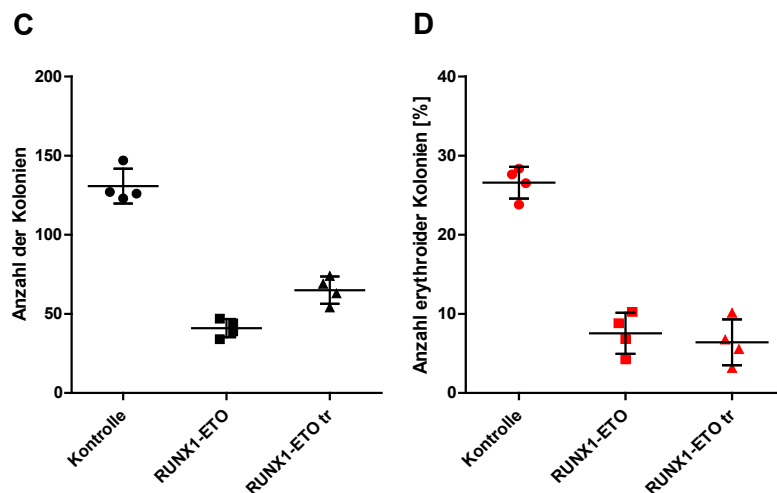 C
Anzahl der Kolonien
200
150
100
50
0
Kontrolle
RUNX1-ETO
RUNX1-ETO tr
D
Anzahl erythroider Kolonien [%]
40
30
20
10
0
Kontrolle
RUNX1-ETO
RUNX1-ETO tr